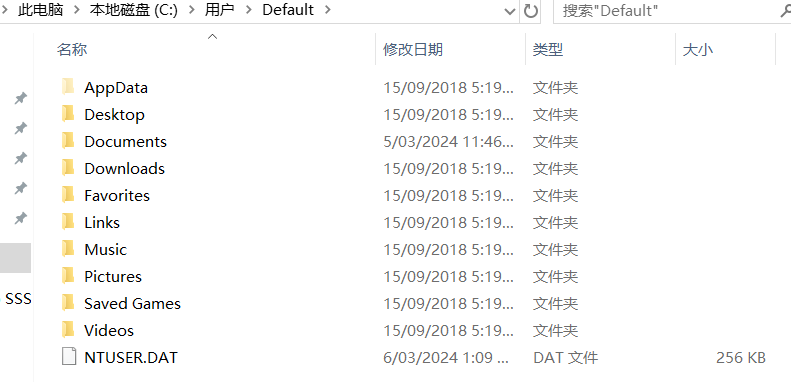 此电脑 > 本地磁盘 (C:) > 用户 > Default >
搜索"Default"
名称 修改日期 类型 大小
AppData 15/09/2018 5:19... 文件夹
Desktop 15/09/2018 5:19... 文件夹
Documents 5/03/2024 11:46... 文件夹
Downloads 15/09/2018 5:19... 文件夹
Favorites 15/09/2018 5:19... 文件夹
Links 15/09/2018 5:19... 文件夹
Music 15/09/2018 5:19... 文件夹
Pictures 15/09/2018 5:19... 文件夹
SSS
Saved Games 15/09/2018 5:19... 文件夹
Videos 15/09/2018 5:19... 文件夹
NTUSER.DAT 6/03/2024 1:09 ... DAT 文件 256 KB